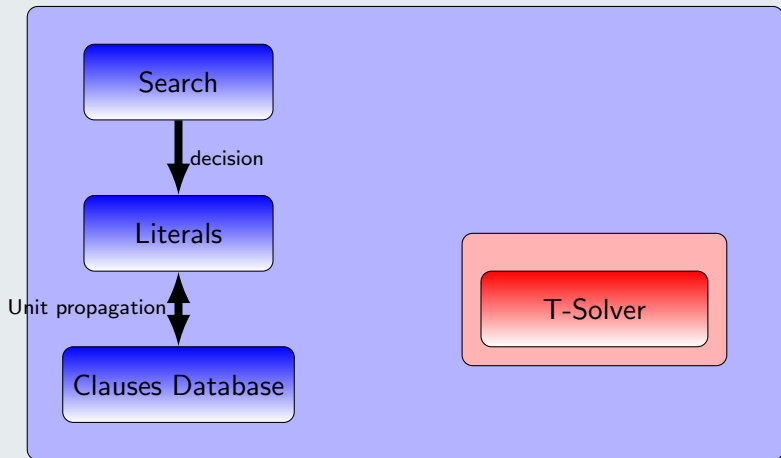 Search
decision
Literals
Unit propagation
T-Solver
Clauses Database